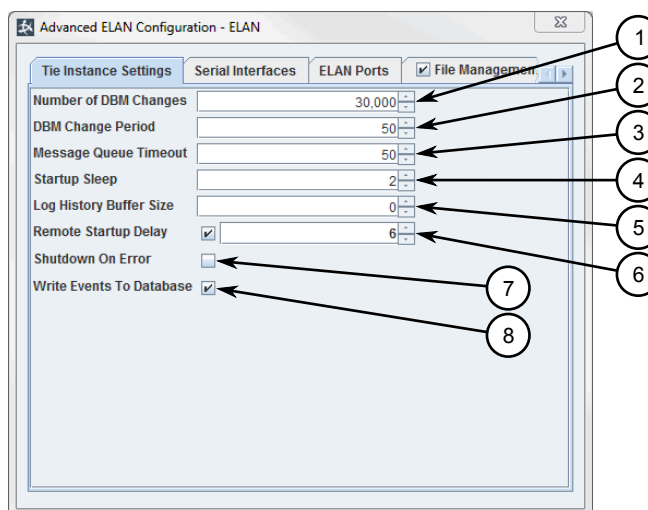 Advanced ELAN Configuration - ELAN
Tie Instance Settings Serial Interfaces ELAN Ports File Managemen
Number of DBM Changes 30,000 1
DBM Change Period 50 2
Message Queue Timeout 50 3
Startup Sleep 2 4
Log History Buffer Size 0 5
Remote Startup Delay 6 6
Shutdown On Error 7
Write Events To Database 8